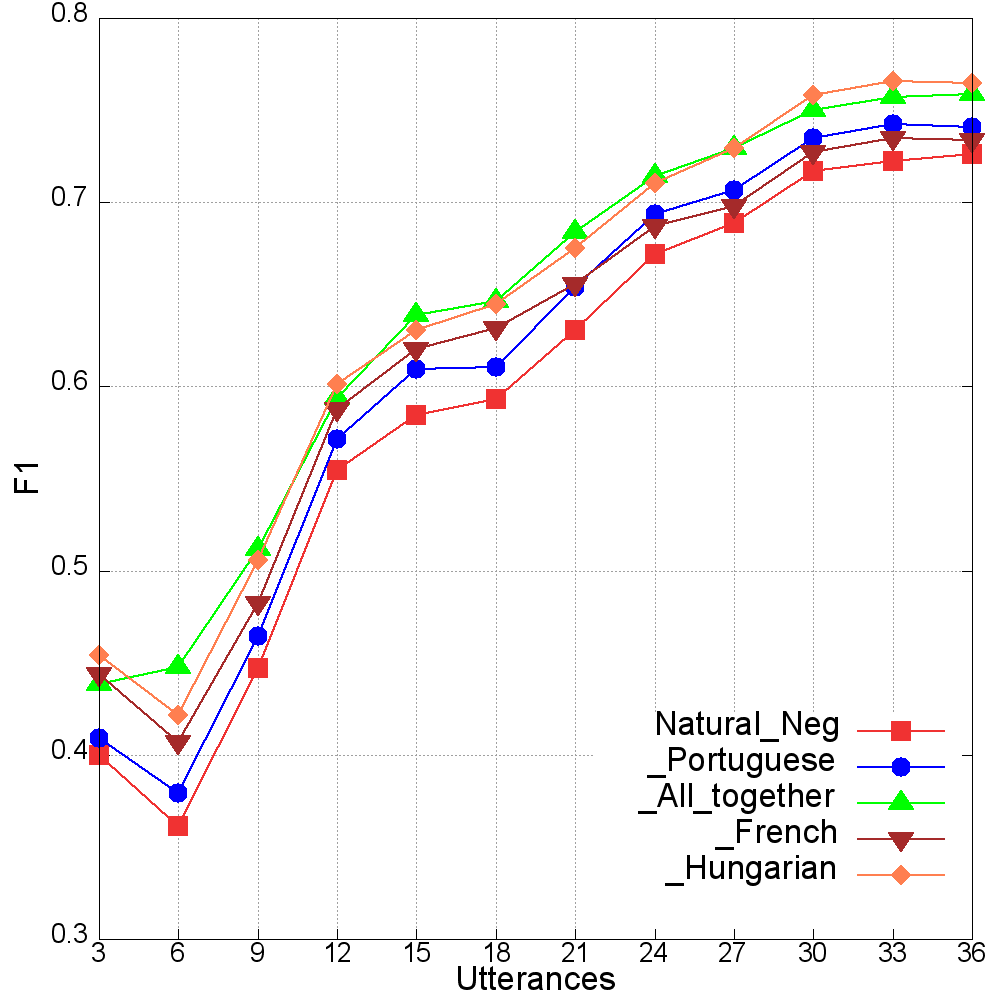 0.8
0.7
0.6
0.5
0.4
0.3
F1
Natural_Neg
_Portuguese
_All_together
_French
_Hungarian
3 6 9 12 15 18 21 24 27 30 33 36
Utterances